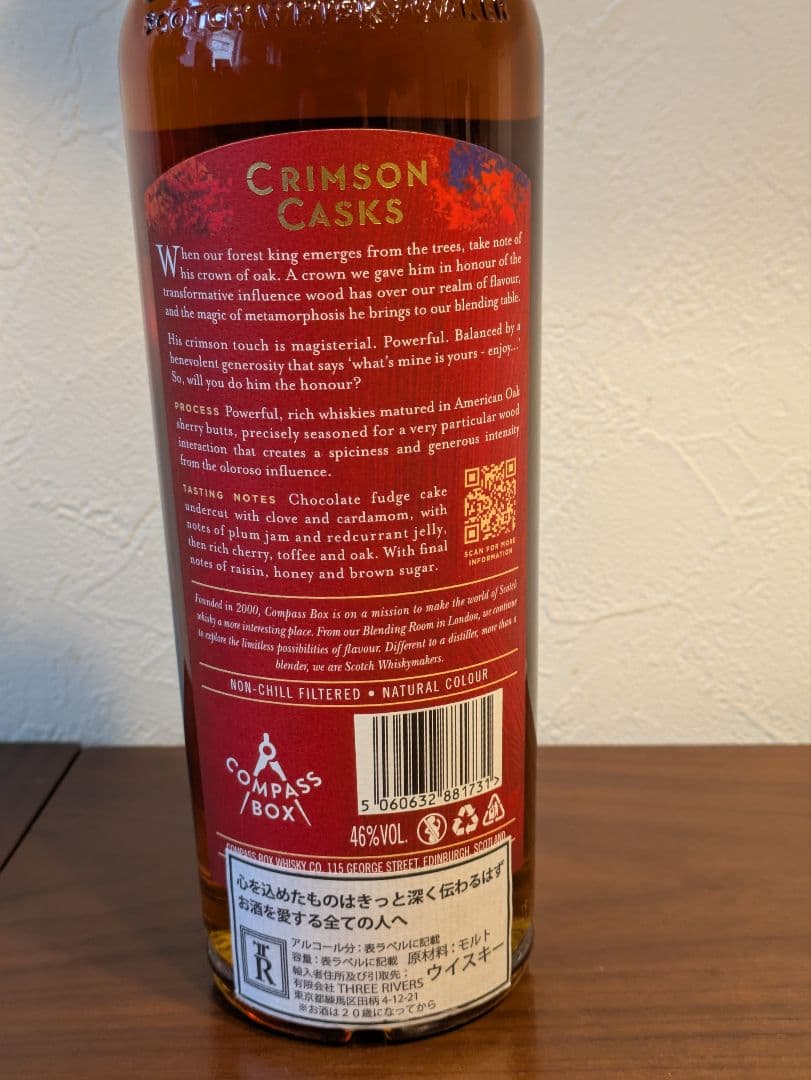 SCOTCH WHISKYMAKER
CRIMSON
CASKS
When our forest king emerges from the trees, take note of
his crown of oak. A crown we gave him in honour of the
transformative influence wood has over our realm of flavour,
and the magic of metamorphosis he brings to our blending table.
His crimson touch is magisterial. Powerful. Balanced by a
benevolent generosity that says ‘what’s mine is yours - enjoy...’
So, will you do him the honour?
PROCESS Powerful, rich whiskies matured in American Oak
sherry butts, precisely seasoned for a very particular wood
interaction that creates a spiciness and generous intensity
from the oloroso influence.
TASTING NOTES Chocolate fudge cake
undercut with clove and cardamom, with
notes of plum jam and redcurrant jelly,
then rich cherry, toffee and oak. With final
notes of raisin, honey and brown sugar.
SCAN FOR MORE
INFORMATION
Founded in 2000, Compass Box is on a mission to make the world of Scotch
whisky a more interesting place. From our Blending Room in London, we continue
to explore the limitless possibilities of flavour. Different to a distiller, more than a
blender, we are Scotch Whiskymakers.
NON-CHILL FILTERED • NATURAL COLOUR
COMPASS
BOX
5 060632 881731 >
46%VOL.
COMPASS BOX WHISKY CO. 115 GEORGE STREET, EDINBURGH, SCOTLAND
心を込めたものはきっと深く伝わるはず
お酒を愛する全ての人へ
TR
アルコール分：表ラベルに記載
容量：表ラベルに記載 原材料：モルト
輸入者住所及び引取先： ウイスキー
有限会社 THREE RIVERS
東京都練馬区田柄 4-12-21
※お酒は２０歳になってから